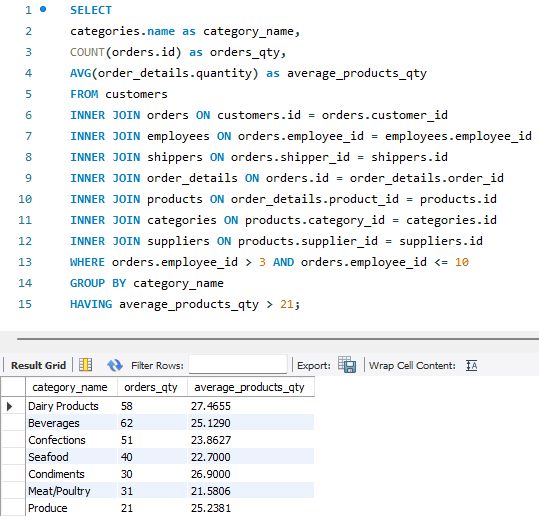 1 SELECT
2 categories.name as category_name,
3 COUNT(orders.id) as orders_qty,
4 AVG(order_details.quantity) as average_products_qty
5 FROM customers
6 INNER JOIN orders ON customers.id = orders.customer_id
7 INNER JOIN employees ON orders.employee_id = employees.employee_id
8 INNER JOIN shippers ON orders.shipper_id = shippers.id
9 INNER JOIN order_details ON orders.id = order_details.order_id
10 INNER JOIN products ON order_details.product_id = products.id
11 INNER JOIN categories ON products.category_id = categories.id
12 INNER JOIN suppliers ON products.supplier_id = suppliers.id
13 WHERE orders.employee_id > 3 AND orders.employee_id <= 10
14 GROUP BY category_name
15 HAVING average_products_qty > 21;
Result Grid Filter Rows: Export: Wrap Cell Content:
category_name orders_qty average_products_qty
Dairy Products 58 27.4655
Beverages 62 25.1290
Confections 51 23.8627
Seafood 40 22.7000
Condiments 30 26.9000
Meat/Poultry 31 21.5806
Produce 21 25.2381